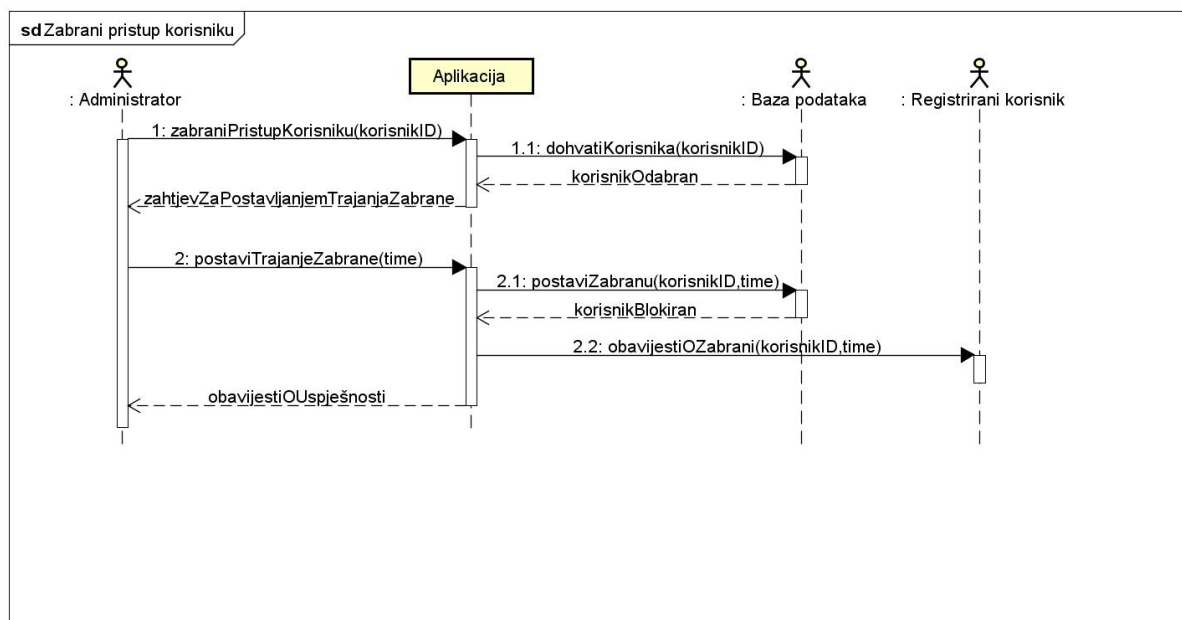 sd Zabrani pristup korisniku
: Administrator
Aplikacija
: Baza podataka
: Registrirani korisnik
1: zabraniPristupKorisniku(korisnikID)
1.1: dohvatiKorisnika(korisnikID)
korisnikOdabran
zahtjevZaPostavljanjemTrajanjaZabrane
2: postaviTrajanjeZabrane(time)
2.1: postaviZabranu(korisnikID,time)
korisnikBlokiran
2.2: obavijestiOZabrani(korisnikID,time)
obavijestiOUspješnosti